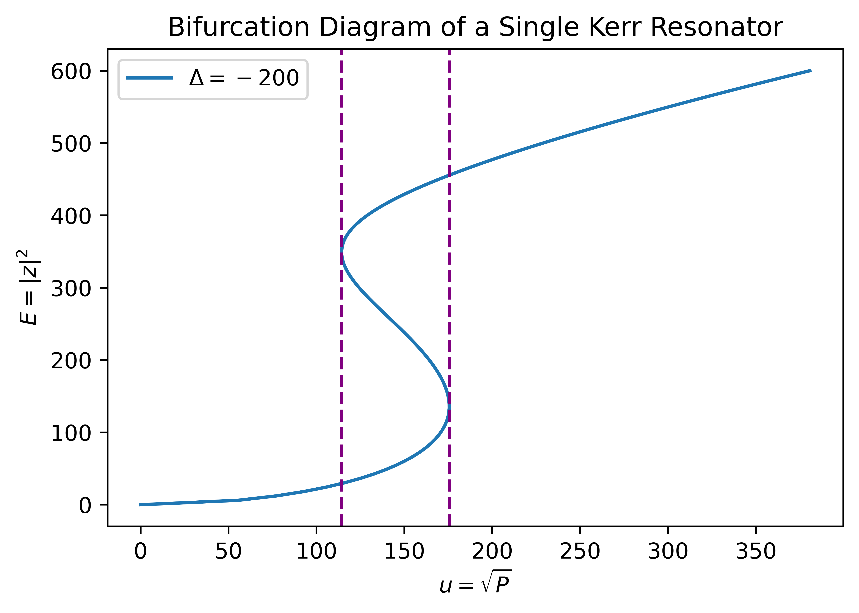 Bifurcation Diagram of a Single Kerr Resonator
Δ = −200
600
500
400
300
200
100
0
E = |z|²
0 50 100 150 200 250 300 350
u = √P